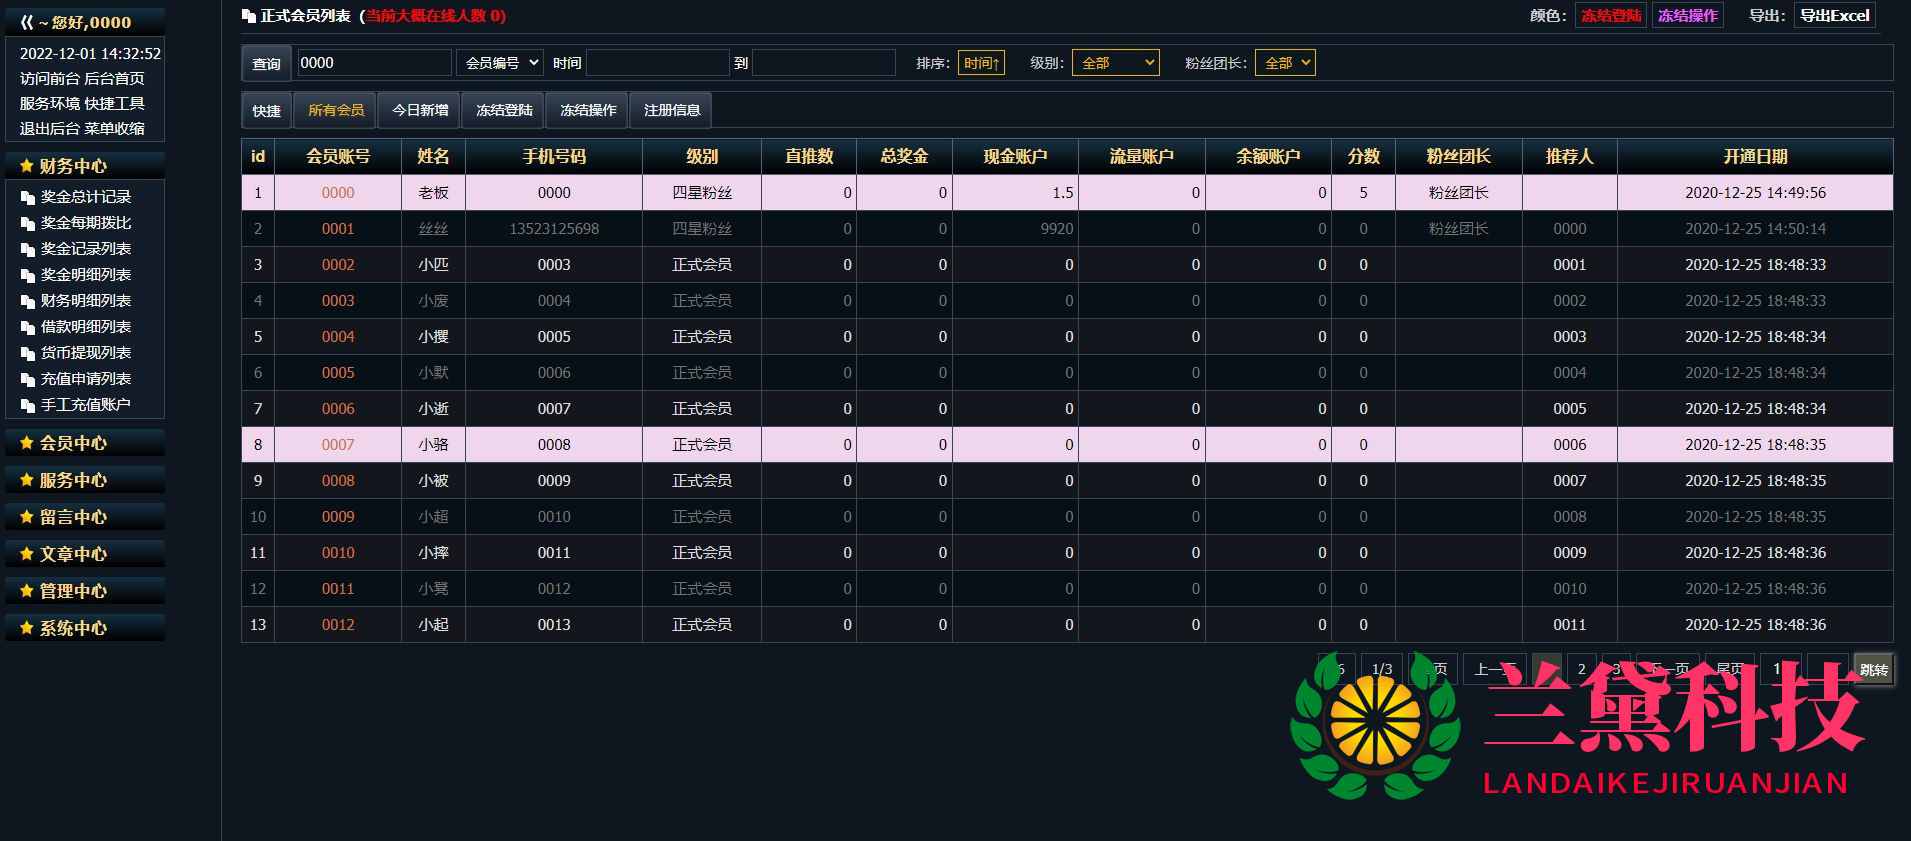 ~ 您好,0000
2022-12-01 14:32:52
访问前台 后台首页
服务环境 快捷工具
退出后台 菜单收缩
财务中心
奖金总计记录
奖金每期拨比
奖金记录列表
奖金明细列表
财务明细列表
借款明细列表
货币提现列表
充值申请列表
手工充值账户
会员中心
服务中心
留言中心
文章中心
管理中心
系统中心
正式会员列表 (当前大概在线人数 0) 颜色: 冻结登陆 冻结操作 导出: 导出Excel
查询 0000 会员编号 时间 到 排序: 时间↑ 级别: 全部 粉丝团长: 全部
快捷 所有会员 今日新增 冻结登陆 冻结操作 注册信息
id 会员账号 姓名 手机号码 级别 直推数 总奖金 现金账户 流量账户 余额账户 分数 粉丝团长 推荐人 开通日期
1 0000 老板 0000 四星粉丝 0 0 1.5 0 0 5 粉丝团长 2020-12-25 14:49:56
2 0001 丝丝 13523125698 四星粉丝 0 0 9920 0 0 0 粉丝团长 0000 2020-12-25 14:50:14
3 0002 小匹 0003 正式会员 0 0 0 0 0 0 0001 2020-12-25 18:48:33
4 0003 小废 0004 正式会员 0 0 0 0 0 0 0002 2020-12-25 18:48:33
5 0004 小撄 0005 正式会员 0 0 0 0 0 0 0003 2020-12-25 18:48:34
6 0005 小默 0006 正式会员 0 0 0 0 0 0 0004 2020-12-25 18:48:34
7 0006 小逝 0007 正式会员 0 0 0 0 0 0 0005 2020-12-25 18:48:34
8 0007 小骆 0008 正式会员 0 0 0 0 0 0 0006 2020-12-25 18:48:35
9 0008 小被 0009 正式会员 0 0 0 0 0 0 0007 2020-12-25 18:48:35
10 0009 小超 0010 正式会员 0 0 0 0 0 0 0008 2020-12-25 18:48:35
11 0010 小摔 0011 正式会员 0 0 0 0 0 0 0009 2020-12-25 18:48:36
12 0011 小凳 0012 正式会员 0 0 0 0 0 0 0010 2020-12-25 18:48:36
13 0012 小起 0013 正式会员 0 0 0 0 0 0 0011 2020-12-25 18:48:36
1/3 上一页 2 3 下一页 尾页 1 跳转
兰黛科技
LANDAIKEJIRUANJIAN